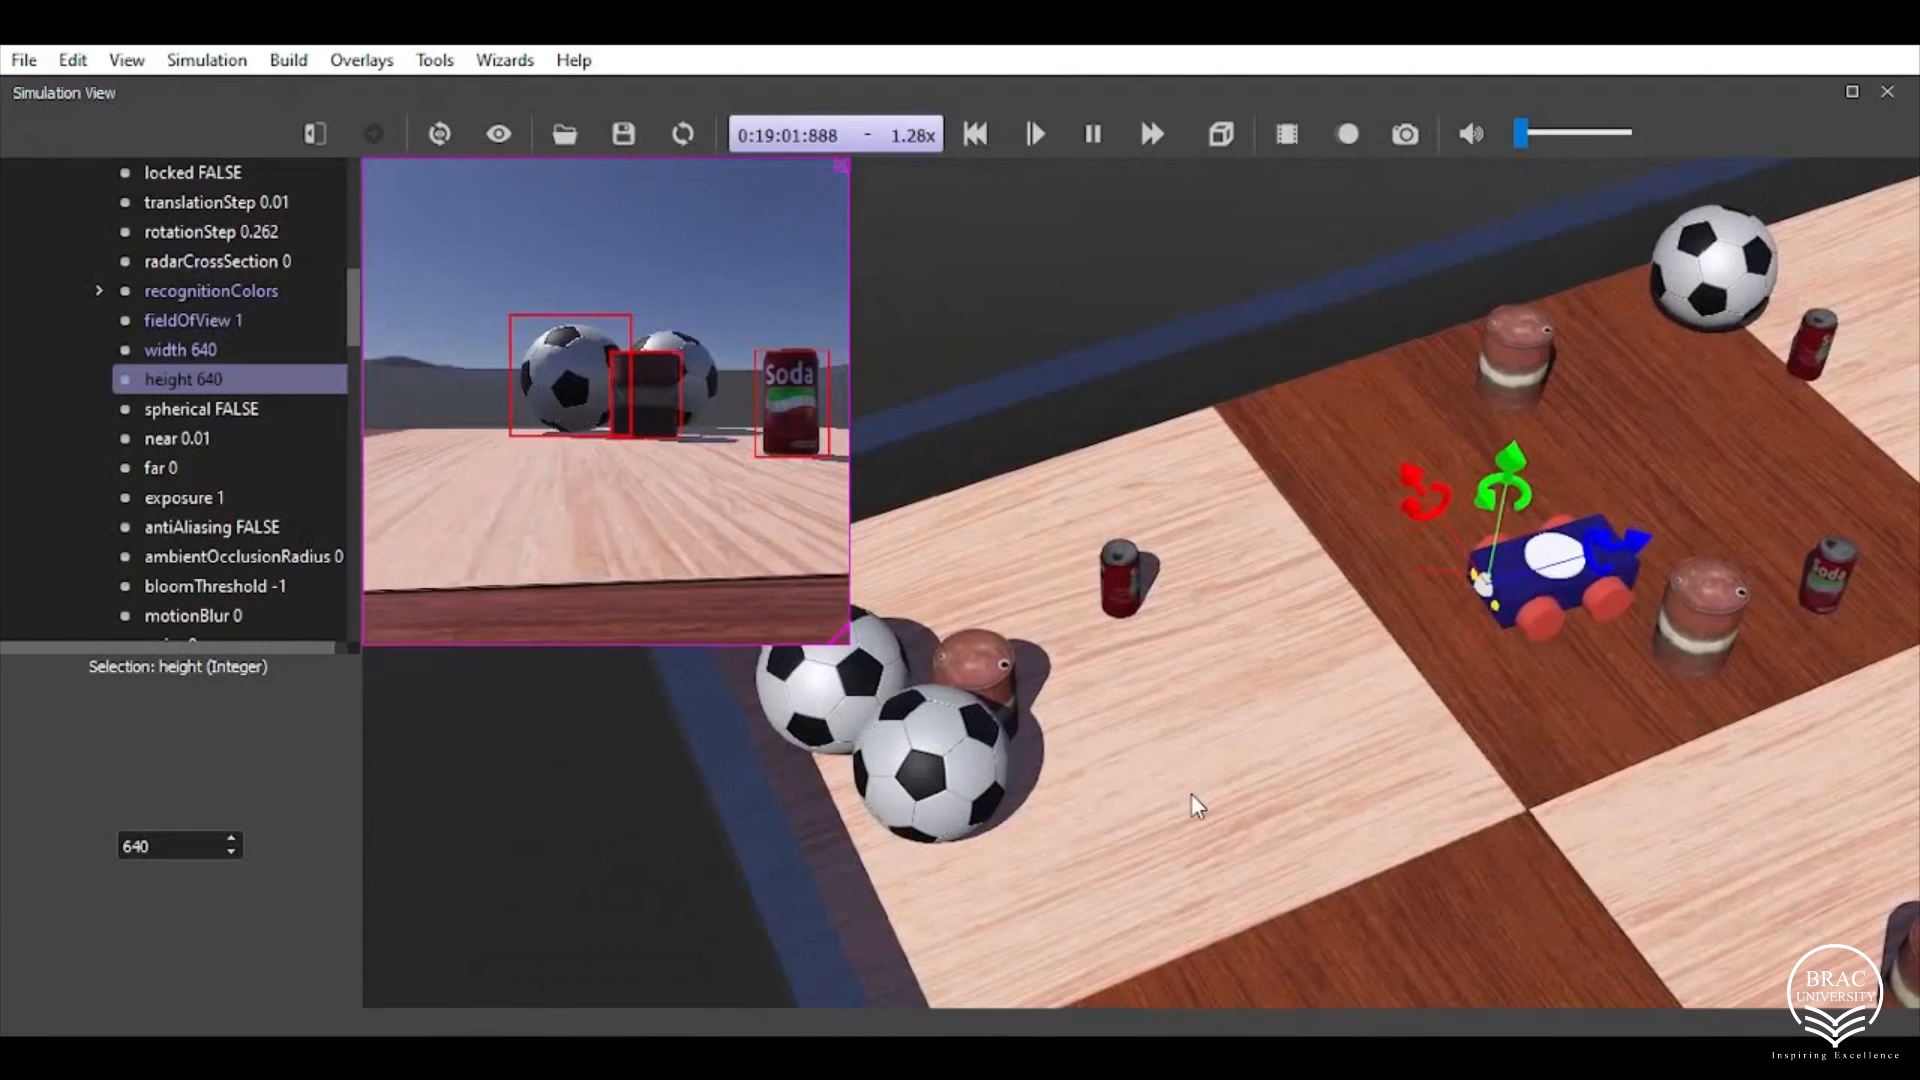 File Edit View Simulation Build Overlays Tools Wizards Help
Simulation View
0:19:01:888 - 1.28x
locked FALSE
translationStep 0.01
rotationStep 0.262
radarCrossSection 0
recognitionColors
fieldOfView 1
width 640
height 640
spherical FALSE
near 0.01
far 0
exposure 1
antiAliasing FALSE
ambientOcclusionRadius 0
bloomThreshold -1
motionBlur 0
Selection: height (Integer)
640
Soda
Soda
BRAC
UNIVERSITY
Inspiring Excellence